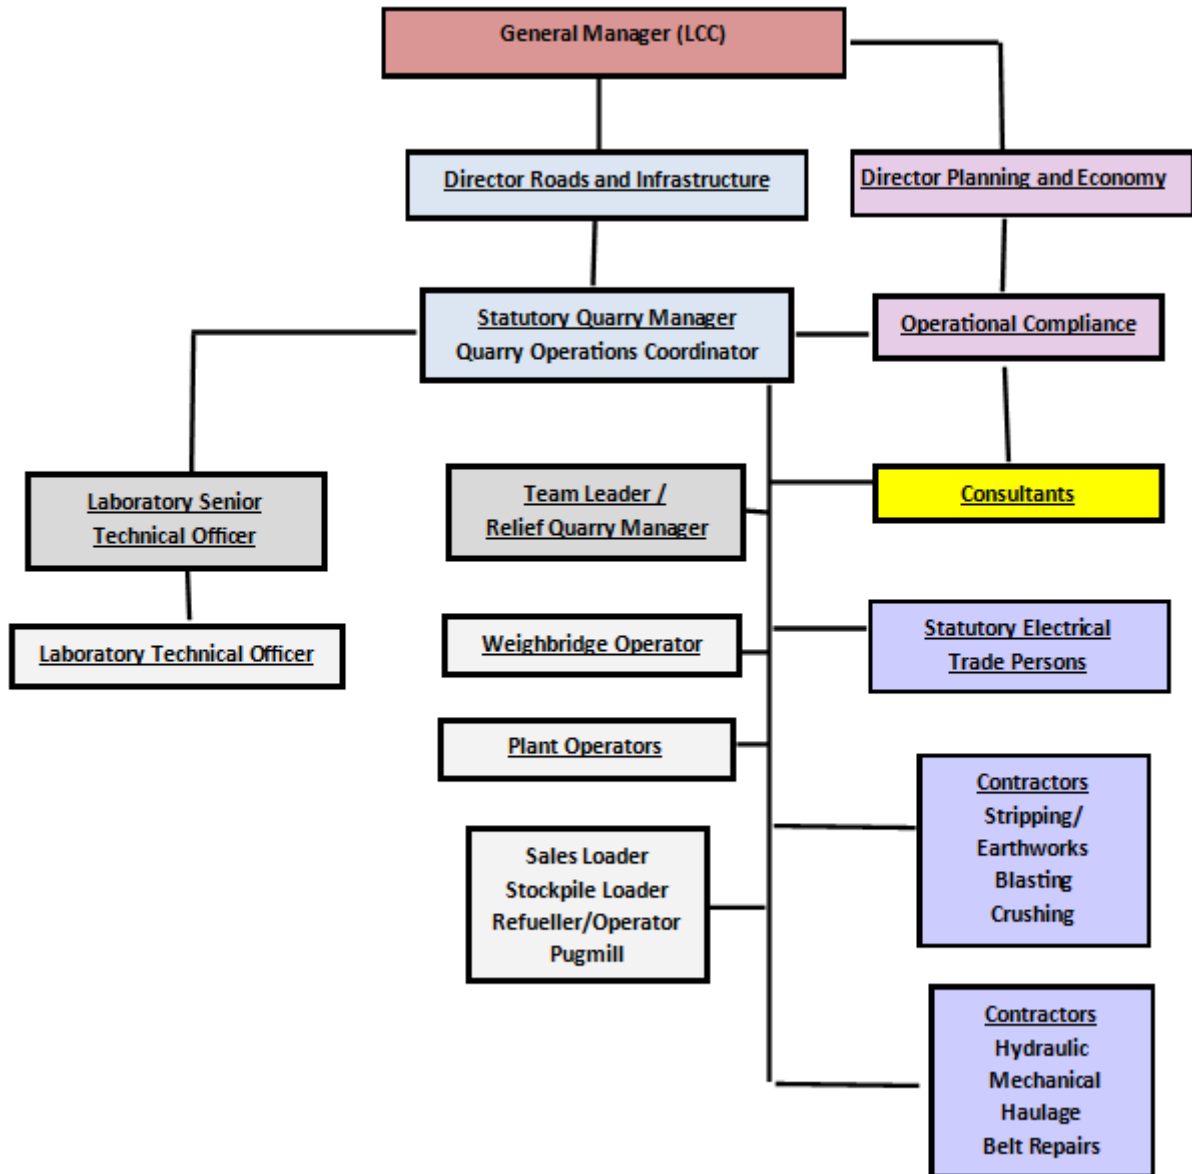 General Manager (LCC)
Director Roads and Infrastructure
Director Planning and Economy
Statutory Quarry Manager
Quarry Operations Coordinator
Operational Compliance
Laboratory Senior
Technical Officer
Team Leader /
Relief Quarry Manager
Consultants
Laboratory Technical Officer
Weighbridge Operator
Statutory Electrical
Trade Persons
Plant Operators
Contractors
Stripping/
Earthworks
Blasting
Crushing
Sales Loader
Stockpile Loader
Refueller/Operator
Pugmill
Contractors
Hydraulic
Mechanical
Haulage
Belt Repairs